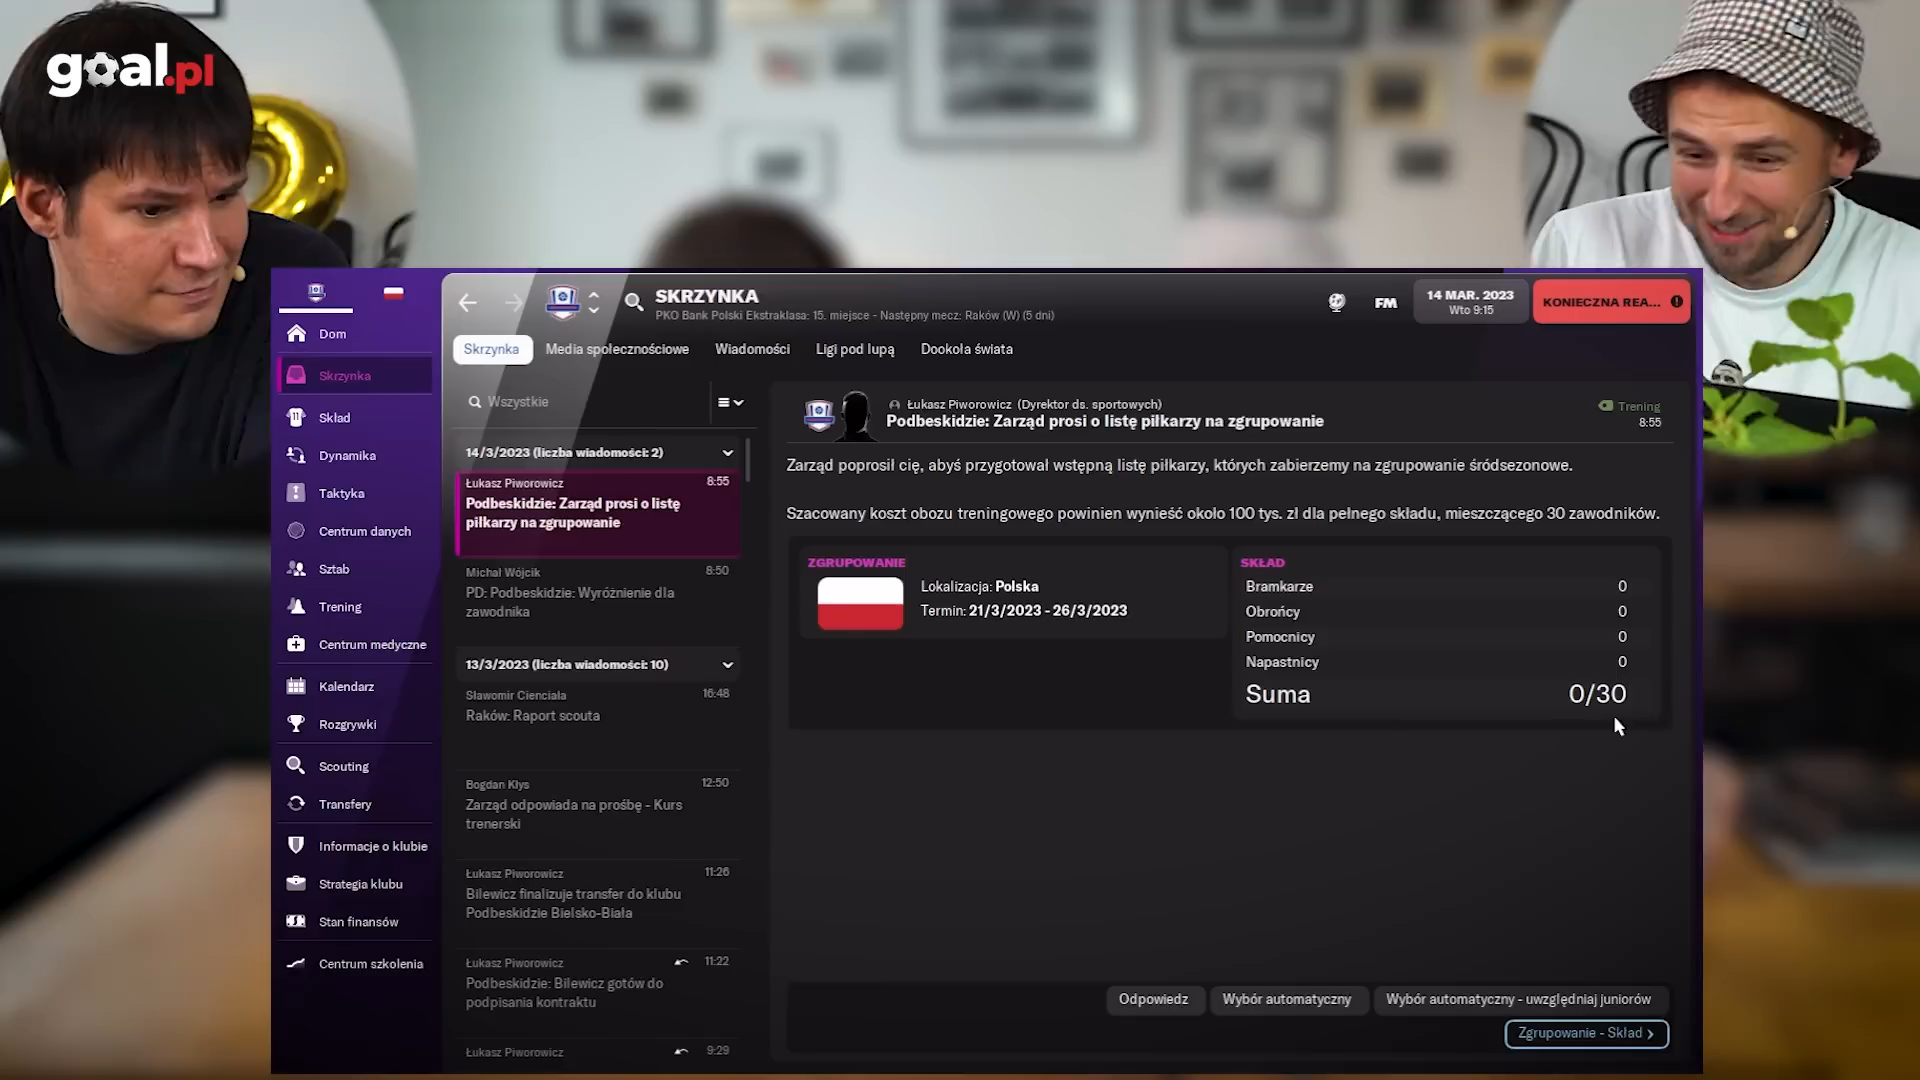 goal.pl
SKRZYNKA
PKO Bank Polski Ekstraklasa: 15. miejsce - Następny mecz: Raków (W) (5 dni)
FM
14 MAR. 2023
Wto 9:15
KONIECZNA REA...
Dom
Skrzynka
Skład
Dynamika
Taktyka
Centrum danych
Sztab
Trening
Centrum medyczne
Kalendarz
Rozgrywki
Scouting
Transfery
Informacje o klubie
Strategia klubu
Stan finansów
Centrum szkolenia
Skrzynka
Media społecznościowe
Wiadomości
Ligi pod lupą
Dookoła świata
Wszystkie
14/3/2023 (liczba wiadomości: 2)
Łukasz Piworowicz 8:55
Podbeskidzie: Zarząd prosi o listę
piłkarzy na zgrupowanie
Michał Wójcik 8:50
PD: Podbeskidzie: Wyróżnienie dla
zawodnika
13/3/2023 (liczba wiadomości: 10)
Sławomir Cienciała 16:48
Raków: Raport scouta
Bogdan Kłys 12:50
Zarząd odpowiada na prośbę - Kurs
trenerski
Łukasz Piworowicz 11:26
Bilewicz finalizuje transfer do klubu
Podbeskidzie Bielsko-Biała
Łukasz Piworowicz 11:22
Podbeskidzie: Bilewicz gotów do
podpisania kontraktu
Łukasz Piworowicz 9:29
Łukasz Piworowicz (Dyrektor ds. sportowych)
Podbeskidzie: Zarząd prosi o listę piłkarzy na zgrupowanie
Trening
8:55
Zarząd poprosił cię, abyś przygotował wstępną listę piłkarzy, których zabierzemy na zgrupowanie śródsezonowe.
Szacowany koszt obozu treningowego powinien wynieść około 100 tys. zł dla pełnego składu, mieszczącego 30 zawodników.
ZGRUPOWANIE
Lokalizacja: Polska
Termin: 21/3/2023 - 26/3/2023
SKŁAD
Bramkarze 0
Obrońcy 0
Pomocnicy 0
Napastnicy 0
Suma 0/30
Odpowiedz
Wybór automatyczny
Wybór automatyczny - uwzględniaj juniorów
Zgrupowanie - Skład